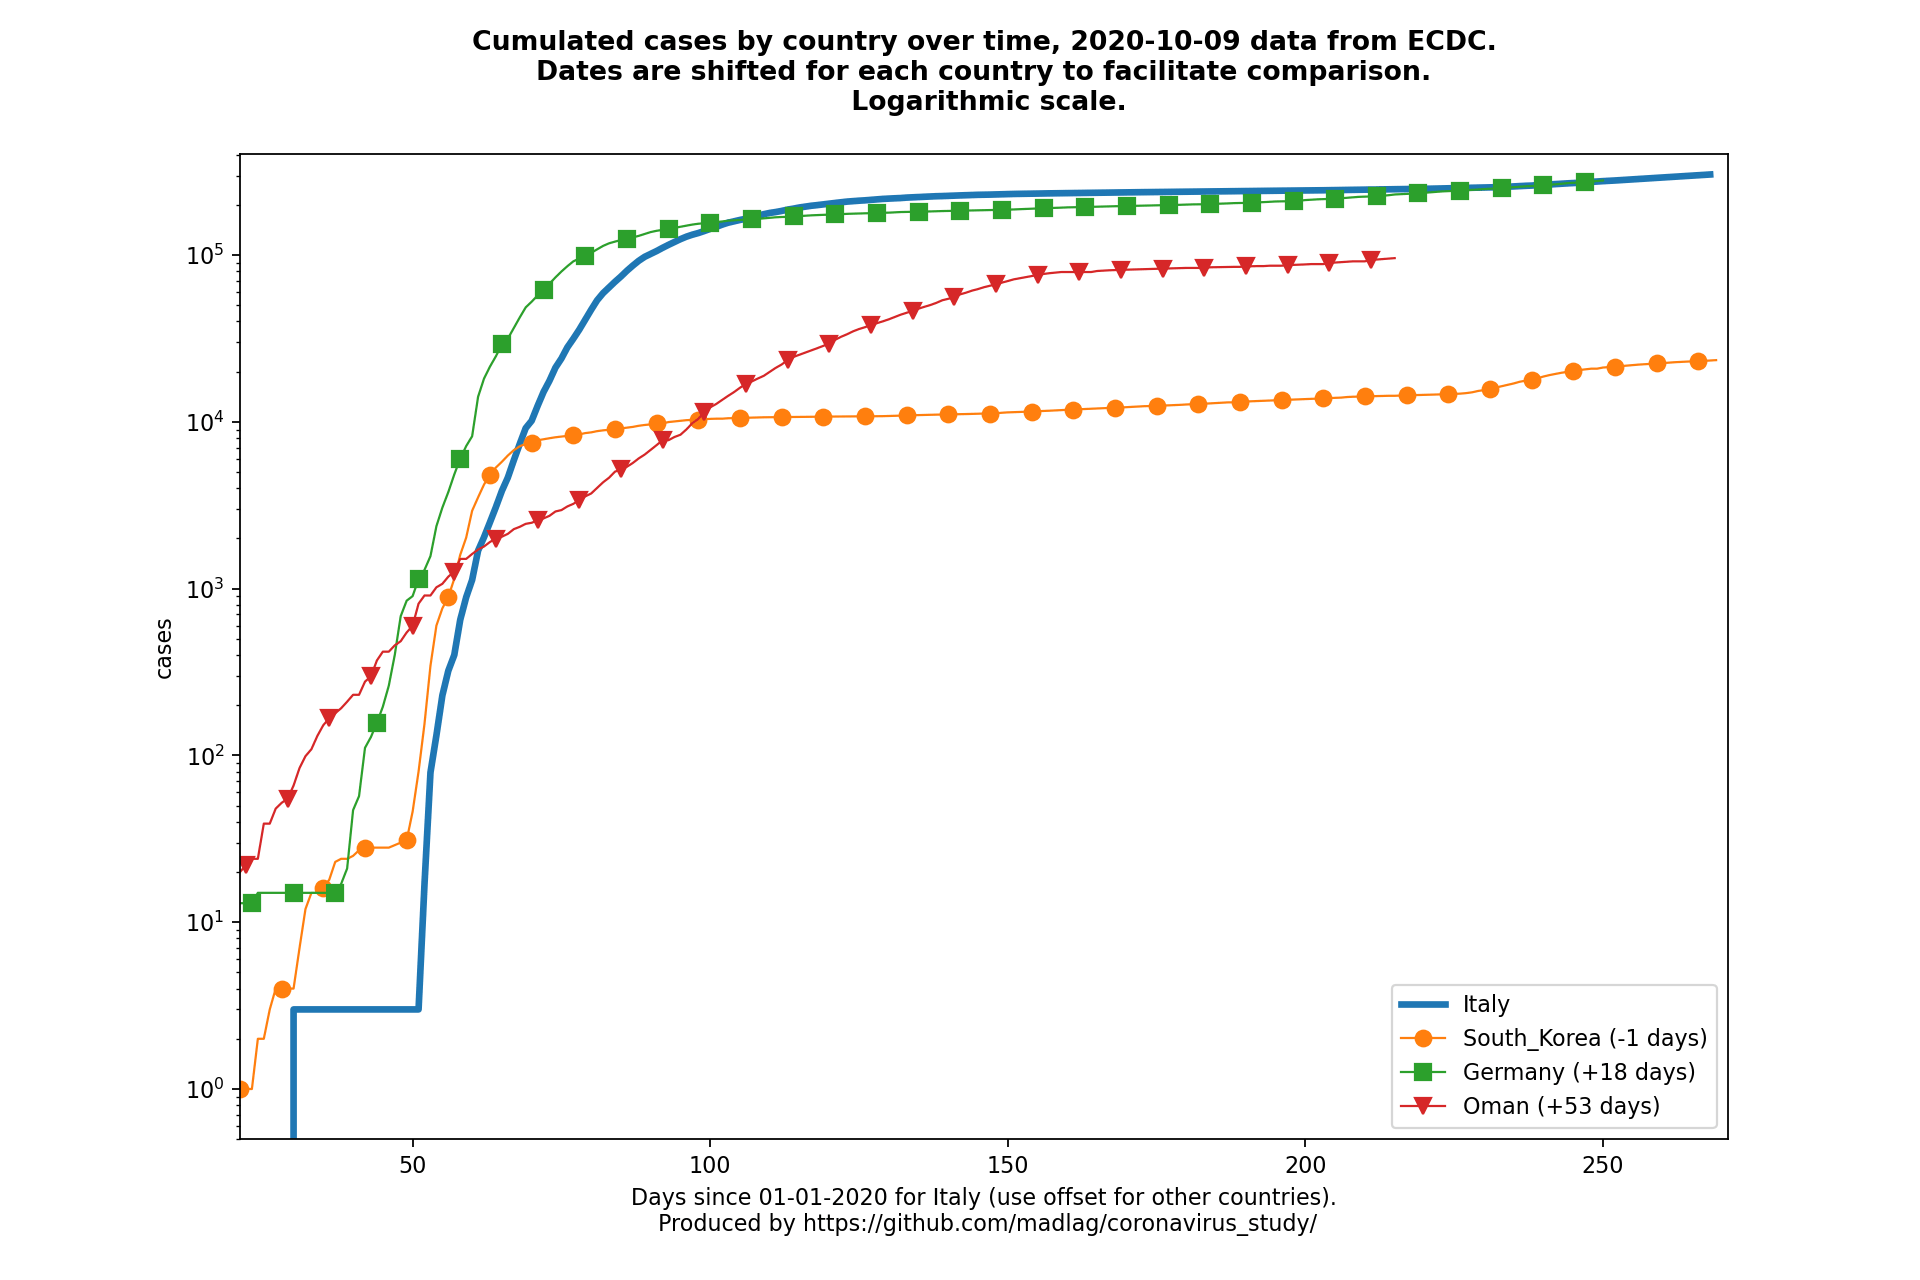 Cumulated cases by country over time, 2020-10-09 data from ECDC.
Dates are shifted for each country to facilitate comparison.
Logarithmic scale.
10^5
10^4
10^3
10^2
10^1
10^0
cases
50 100 150 200 250
Italy
South_Korea (-1 days)
Germany (+18 days)
Oman (+53 days)
Days since 01-01-2020 for Italy (use offset for other countries).
Produced by https://github.com/madlag/coronavirus_study/